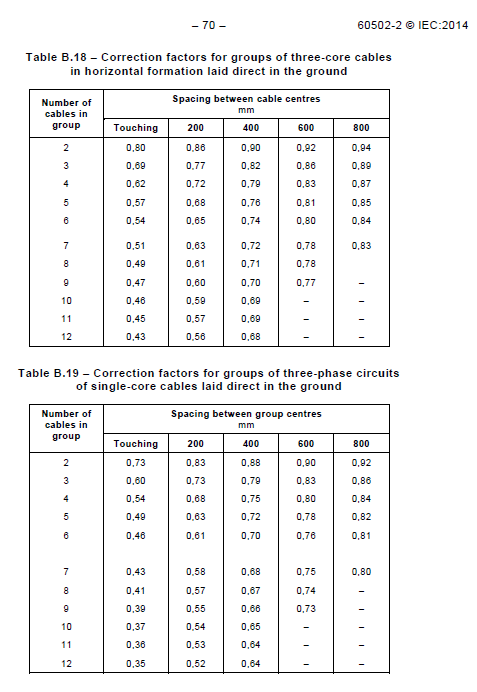 – 70 –
60502-2 © IEC:2014
Table B.18 – Correction factors for groups of three-core cables
in horizontal formation laid direct in the ground
Number of cables in group
Spacing between cable centres
mm
Touching 200 400 600 800
2 0,80 0,86 0,90 0,92 0,94
3 0,69 0,77 0,82 0,86 0,89
4 0,62 0,72 0,79 0,83 0,87
5 0,57 0,68 0,76 0,81 0,85
6 0,54 0,65 0,74 0,80 0,84
7 0,51 0,63 0,72 0,78 0,83
8 0,49 0,61 0,71 0,78
9 0,47 0,60 0,70 0,77 –
10 0,46 0,59 0,69 – –
11 0,45 0,57 0,69 – –
12 0,43 0,56 0,68 – –
Table B.19 – Correction factors for groups of three-phase circuits
of single-core cables laid direct in the ground
Number of cables in group
Spacing between group centres
mm
Touching 200 400 600 800
2 0,73 0,83 0,88 0,90 0,92
3 0,60 0,73 0,79 0,83 0,86
4 0,54 0,68 0,75 0,80 0,84
5 0,49 0,63 0,72 0,78 0,82
6 0,46 0,61 0,70 0,76 0,81
7 0,43 0,58 0,68 0,75 0,80
8 0,41 0,57 0,67 0,74 –
9 0,39 0,55 0,66 0,73 –
10 0,37 0,54 0,65 – –
11 0,36 0,53 0,64 – –
12 0,35 0,52 0,64 – –